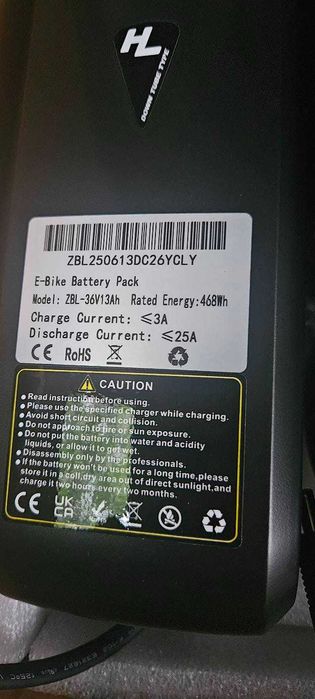 HL
DOWN TUBE TYPE
ZBL250613DC26YCLY
E-Bike Battery Pack
Model: ZBL-36V13Ah Rated Energy:468Wh
Charge Current: ≤3A
Discharge Current: ≤25A
CE RoHS
CAUTION
● Read instruction before using.
● Please use the specified charger while charging.
● Avoid short circuit and collision.
● Do not approach to fire or sun exposure.
● Do not put the battery into water and acidity
liquids, or allow it to get wet.
● Disassembly only by the professionals.
● If the battery won't be used for a long time,please
store it in a coll,dry area out of direct sunlight,and
charge it two hours every two months.
CE UK CA